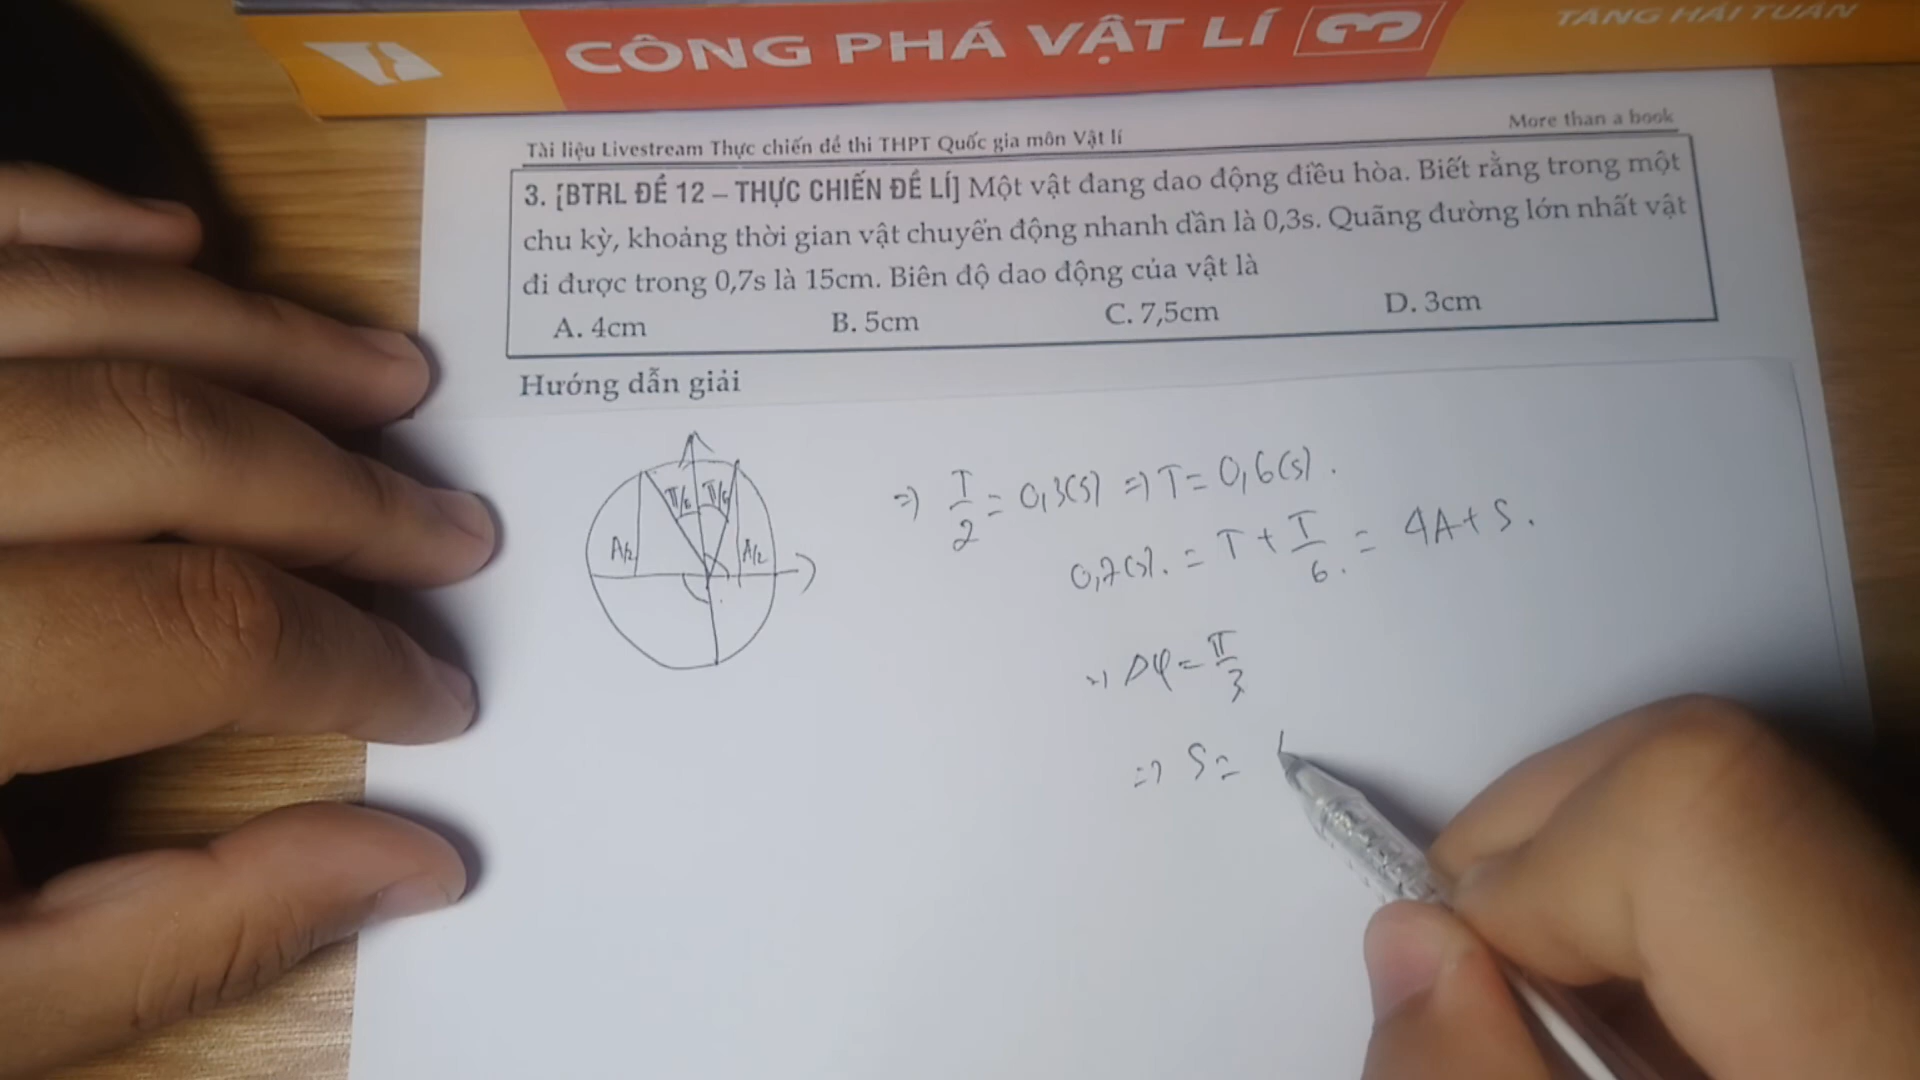 CÔNG PHÁ VẬT LÍ 3
TĂNG HẢI TUẤN
Tài liệu Livestream Thực chiến đề thi THPT Quốc gia môn Vật lí
More than a book
3. [BTRL ĐỀ 12 – THỰC CHIẾN ĐỀ LÍ] Một vật đang dao động điều hòa. Biết rằng trong một
chu kỳ, khoảng thời gian vật chuyển động nhanh dần là 0,3s. Quãng đường lớn nhất vật
đi được trong 0,7s là 15cm. Biên độ dao động của vật là
A. 4cm B. 5cm C. 7,5cm D. 3cm
Hướng dẫn giải
π/6 π/6
A/2 A/2
=> T/2 = 0,3(s) => T = 0,6(s).
0,7(s). = T + T/6. = 4A + S.
=> Δφ = π/3
=> S =